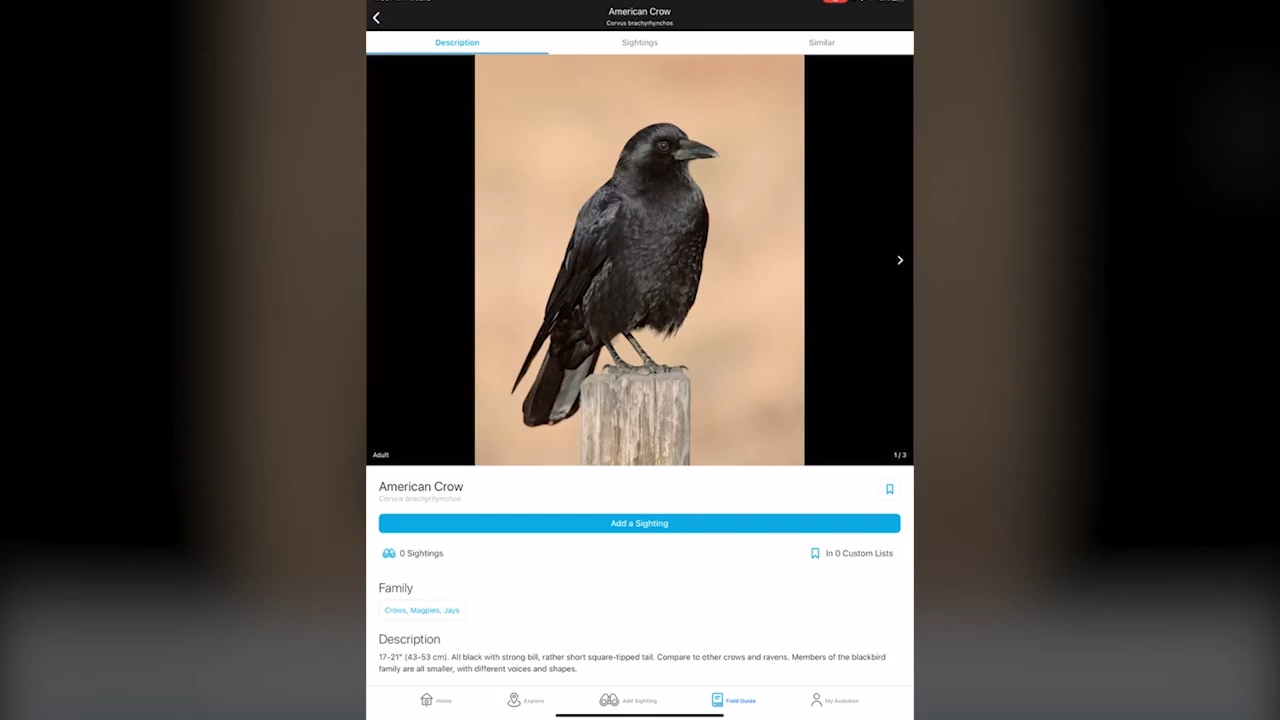 American Crow
Corvus brachyrhynchos
Description
Sightings
Similar
Adult
1 / 3
American Crow
Corvus brachyrhynchos
Add a Sighting
0 Sightings
In 0 Custom Lists
Family
Crows, Magpies, Jays
Description
17-21" (43-53 cm). All black with strong bill, rather short square-tipped tail. Compare to other crows and ravens. Members of the blackbird
family are all smaller, with different voices and shapes.
Home
Explore
Add Sighting
Field Guide
My Audubon